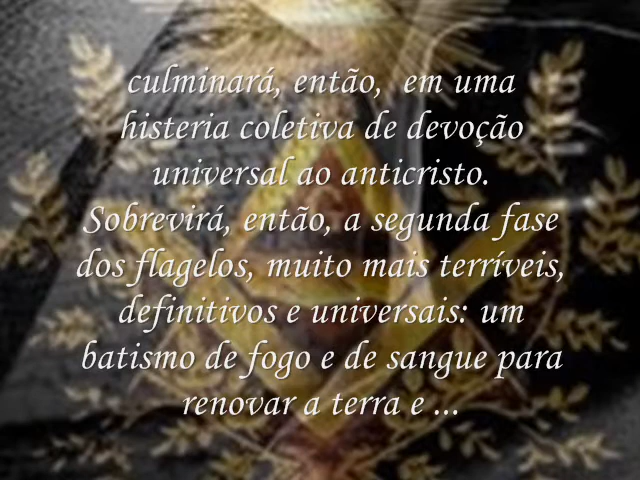 culminará, então, em uma
histeria coletiva de devoção
universal ao anticristo.
Sobrevirá, então, a segunda fase
dos flagelos, muito mais terríveis,
definitivos e universais: um
batismo de fogo e de sangue para
renovar a terra e ...